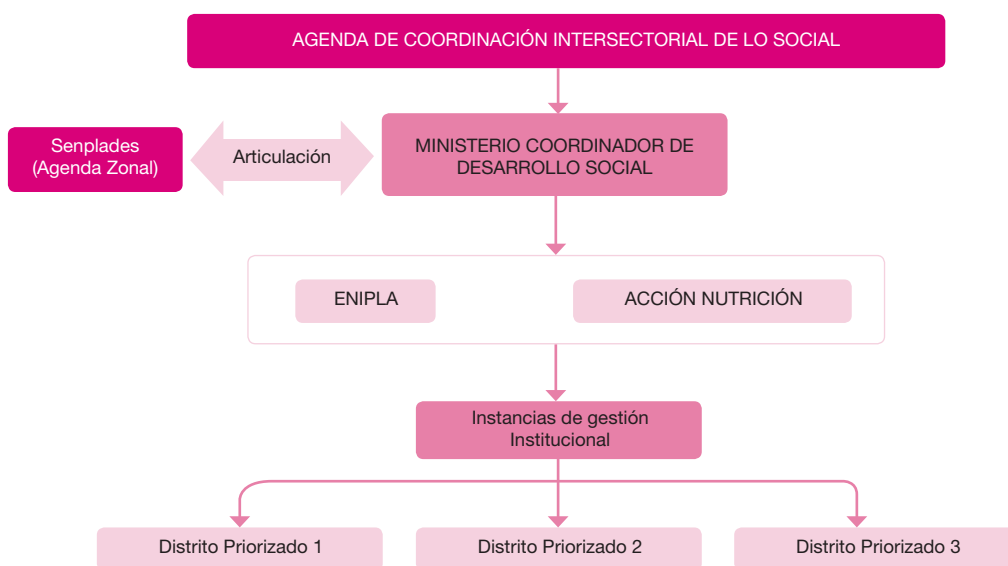 AGENDA DE COORDINACIÓN INTERSECTORIAL DE LO SOCIAL
Senplades
(Agenda Zonal)
Articulación
MINISTERIO COORDINADOR DE
DESARROLLO SOCIAL
ENIPLA
ACCIÓN NUTRICIÓN
Instancias de gestión
Institucional
Distrito Priorizado 1
Distrito Priorizado 2
Distrito Priorizado 3